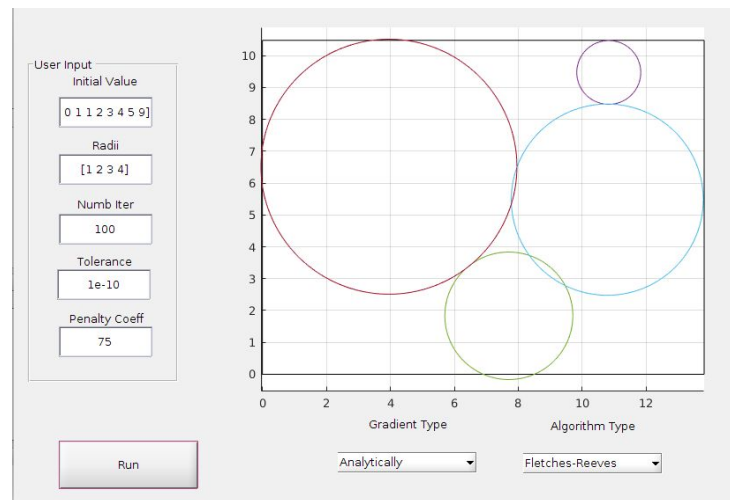 User Input
Initial Value
0 1 1 2 3 4 5 9]
Radii
[1 2 3 4]
Numb Iter
100
Tolerance
1e-10
Penalty Coeff
75
Run
10
9
8
7
6
5
4
3
2
1
0
0 2 4 6 8 10 12
Gradient Type
Algorithm Type
Analytically
Fletches-Reeves